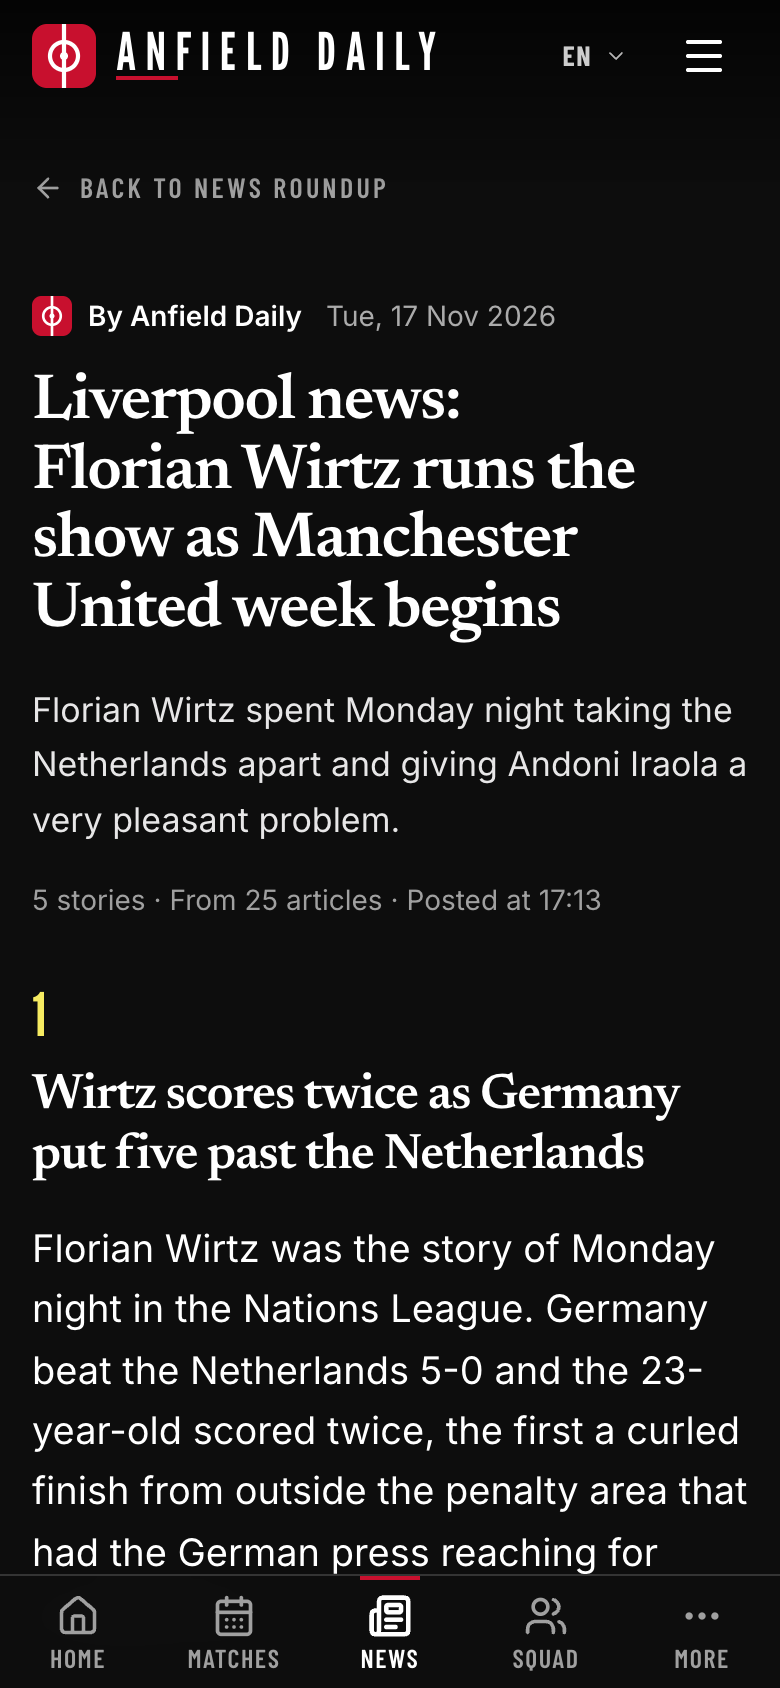 ANFIELD DAILY
EN
BACK TO NEWS ROUNDUP
By Anfield Daily Tue, 17 Nov 2026
Liverpool news:
Florian Wirtz runs the
show as Manchester
United week begins
Florian Wirtz spent Monday night taking the
Netherlands apart and giving Andoni Iraola a
very pleasant problem.
5 stories · From 25 articles · Posted at 17:13
1
Wirtz scores twice as Germany
put five past the Netherlands
Florian Wirtz was the story of Monday
night in the Nations League. Germany
beat the Netherlands 5-0 and the 23-
year-old scored twice, the first a curled
finish from outside the penalty area that
had the German press reaching for
HOME MATCHES NEWS SQUAD MORE